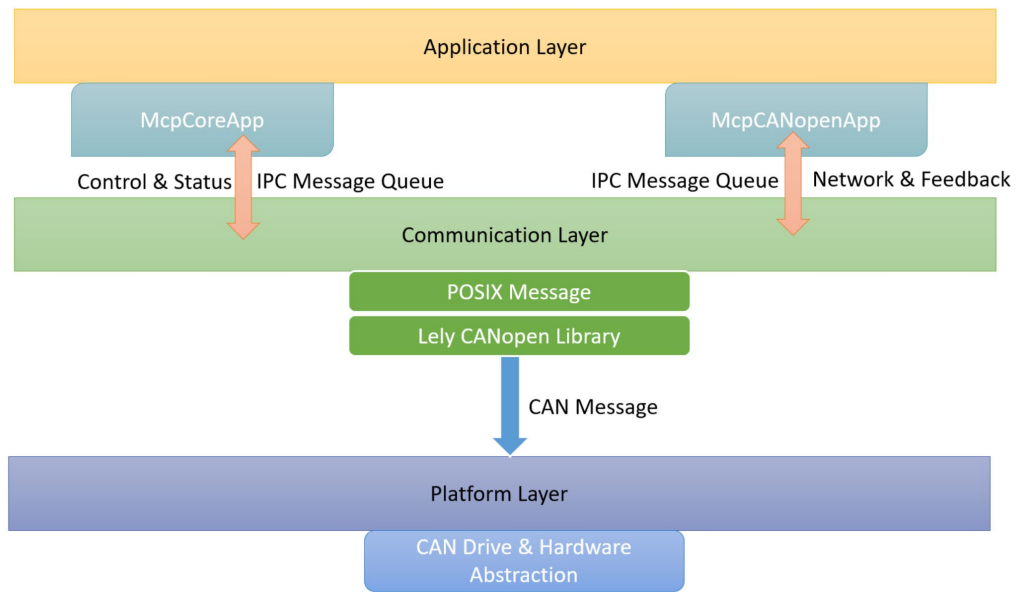 Application Layer
McpCoreApp
McpCANopenApp
Control & Status
IPC Message Queue
IPC Message Queue
Network & Feedback
Communication Layer
POSIX Message
Lely CANopen Library
CAN Message
Platform Layer
CAN Drive & Hardware
Abstraction